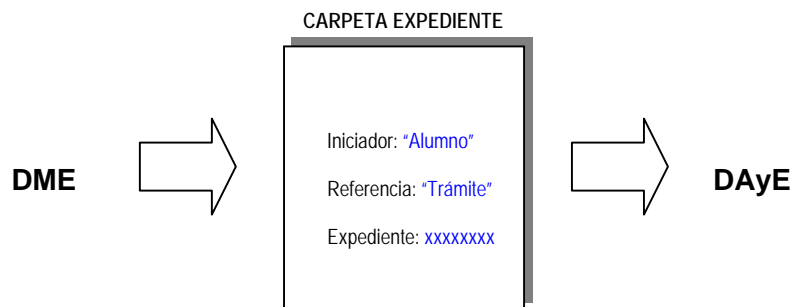 CARPETA EXPEDIENTE
Iniciador: “Alumno”
DME
Referencia: “Trámite”
DAyE
Expediente: xxxxxxxx